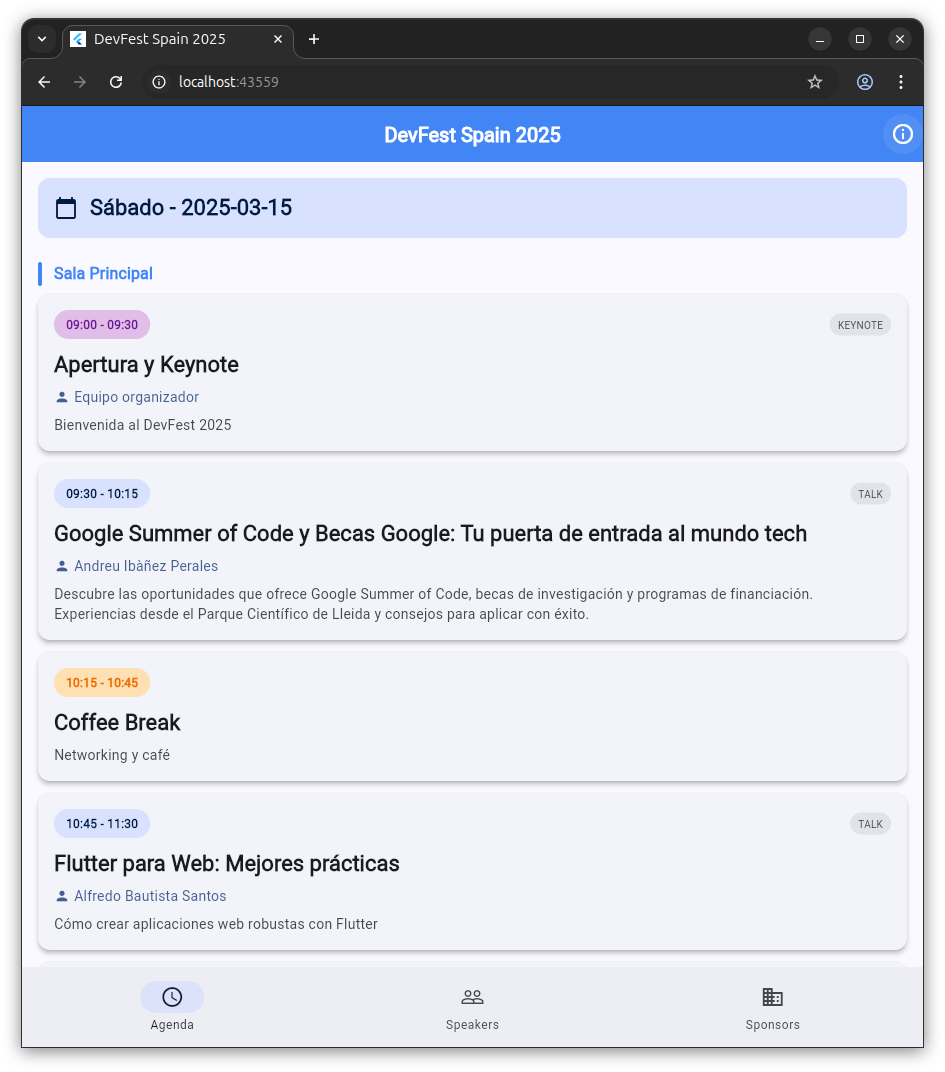 DevFest Spain 2025
localhost:43559
DevFest Spain 2025
Sábado - 2025-03-15
Sala Principal
09:00 - 09:30
KEYNOTE
Apertura y Keynote
Equipo organizador
Bienvenida al DevFest 2025
09:30 - 10:15
TALK
Google Summer of Code y Becas Google: Tu puerta de entrada al mundo tech
Andreu Ibàñez Perales
Descubre las oportunidades que ofrece Google Summer of Code, becas de investigación y programas de financiación.
Experiencias desde el Parque Científico de Lleida y consejos para aplicar con éxito.
10:15 - 10:45
Coffee Break
Networking y café
10:45 - 11:30
TALK
Flutter para Web: Mejores prácticas
Alfredo Bautista Santos
Cómo crear aplicaciones web robustas con Flutter
Agenda
Speakers
Sponsors